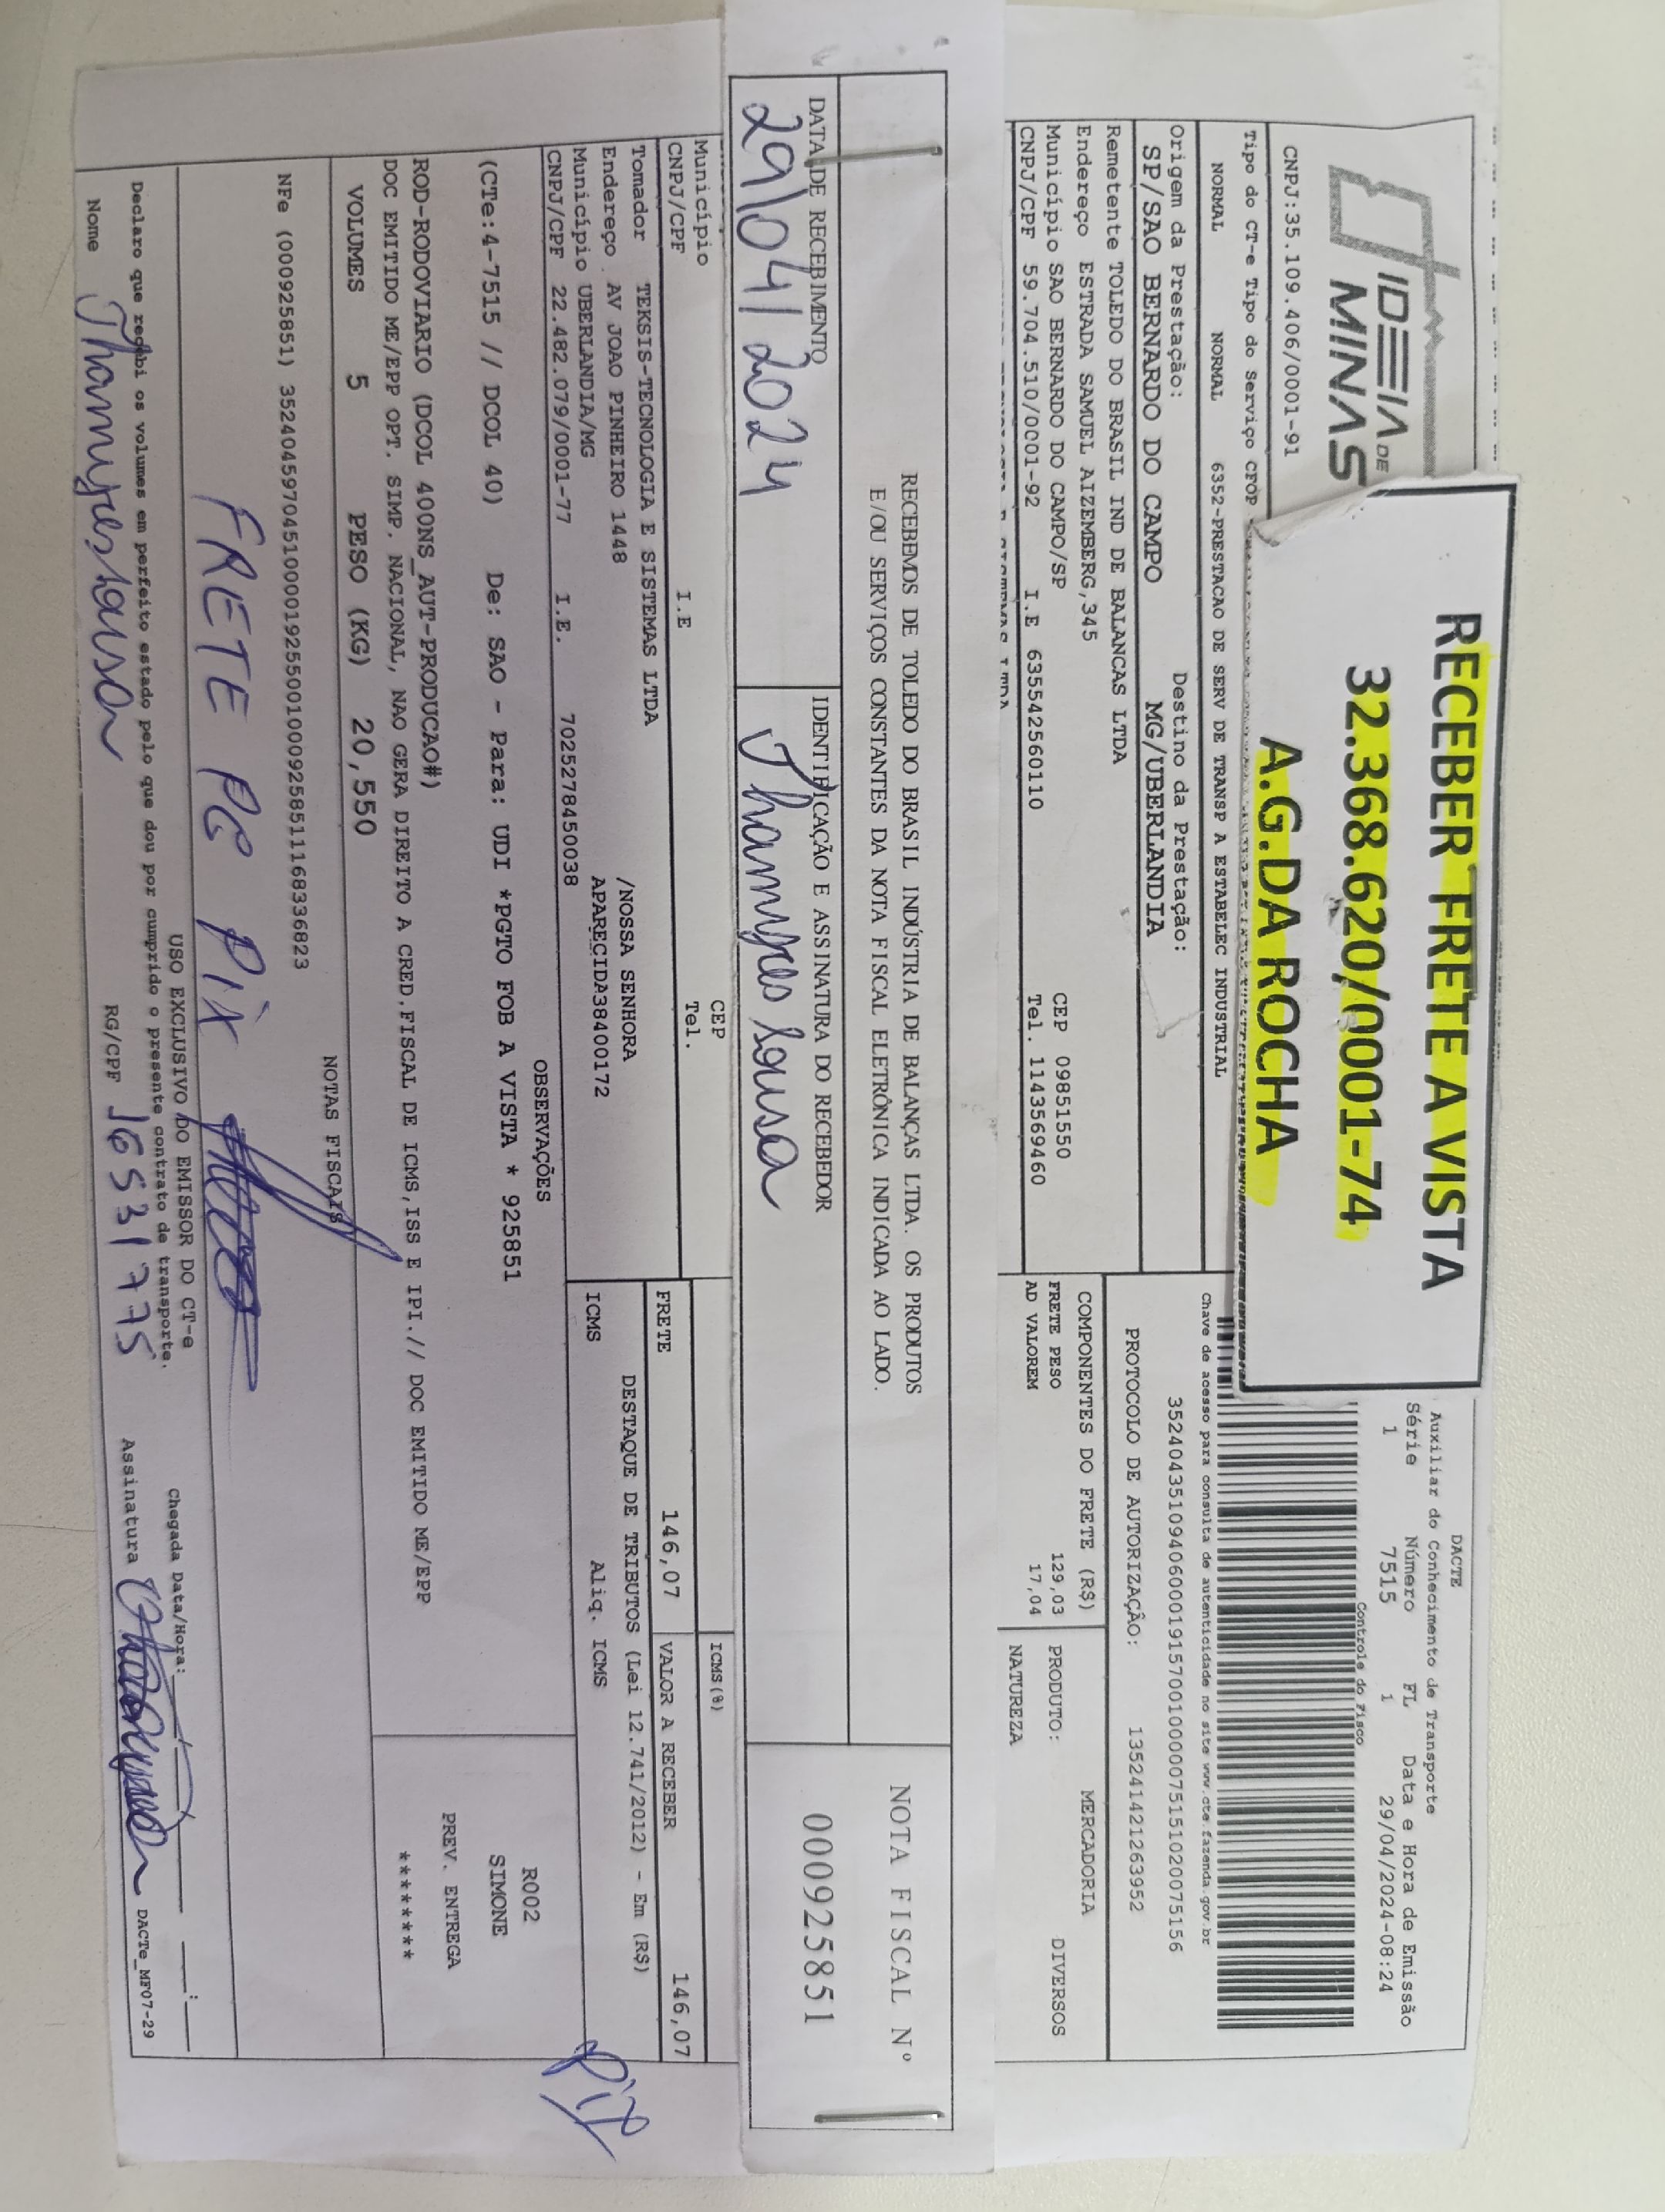 RECEBER FRETE A VISTA
32.368.620/0001-74
A.G.DA ROCHA
IDEIA DE
MINAS
CNPJ:35.109.406/0001-91
DACTE
Auxiliar do Conhecimento de Transporte
Série Número FL Data e Hora de Emissão
1 7515 1 29/04/2024-08:24
Controle do Fisco
Tipo do CT-e Tipo do Serviço CFOP
NORMAL NORMAL 6352-PRESTACAO DE SERV DE TRANSP A ESTABELEC INDUSTRIAL
Chave de acesso para consulta de autenticidade no site www.cte.fazenda.gov.br
35240435109406000191570010000075151020075156
Origem da Prestação: Destino da Prestação:
SP/SAO BERNARDO DO CAMPO MG/UBERLANDIA
PROTOCOLO DE AUTORIZAÇÃO: 135241421263952
Remetente TOLEDO DO BRASIL IND DE BALANCAS LTDA
Endereço ESTRADA SAMUEL AIZEMBERG,345
Município SAO BERNARDO DO CAMPO/SP CEP 09851550
CNPJ/CPF 59.704.510/0001-92 I.E 635542560110 Tel. 1143569460
COMPONENTES DO FRETE (R$) MERCADORIA
FRETE PESO 129,03 PRODUTO: DIVERSOS
AD VALOREM 17,04 NATUREZA
RECEBEMOS DE TOLEDO DO BRASIL INDÚSTRIA DE BALANÇAS LTDA. OS PRODUTOS
E/OU SERVIÇOS CONSTANTES DA NOTA FISCAL ELETRÔNICA INDICADA AO LADO.
NOTA FISCAL Nº
000925851
DATA DE RECEBIMENTO IDENTIFICAÇÃO E ASSINATURA DO RECEBEDOR
29/04/2024 Thamyres Sousa
Município CEP
CNPJ/CPF I.E Tel.
ICMS(%)
FRETE 146,07 VALOR A RECEBER 146,07
Tomador TEKSIS-TECNOLOGIA E SISTEMAS LTDA
Endereço AV JOAO PINHEIRO 1448 /NOSSA SENHORA
Município UBERLANDIA/MG APARECIDA38400172
CNPJ/CPF 22.482.079/0001-77 I.E. 7025278450038
DESTAQUE DE TRIBUTOS (Lei 12.741/2012) - Em (R$)
ICMS Aliq. ICMS
Pix
OBSERVAÇÕES
(CTe:4-7515 // DCOL 40) De: SAO - Para: UDI *PGTO FOB A VISTA * 925851
R002
SIMONE
ROD-RODOVIARIO (DCOL 400NS_AUT-PRODUCAO#)
DOC EMITIDO ME/EPP OPT. SIMP. NACIONAL, NAO GERA DIREITO A CRED.FISCAL DE ICMS,ISS E IPI.// DOC EMITIDO ME/EPP
PREV. ENTREGA
********
VOLUMES 5 PESO (KG) 20,550
NOTAS FISCAIS
NFe (000925851) 35240459704510000192550010009258511168336823
FRETE PG PIX
USO EXCLUSIVO DO EMISSOR DO CT-e
Declaro que recebi os volumes em perfeito estado pelo que dou por cumprido o presente contrato de transporte.
Chegada Data/Hora:
Nome Thamyres Sousa RG/CPF 16531775 Assinatura
DACTe_MF07-29